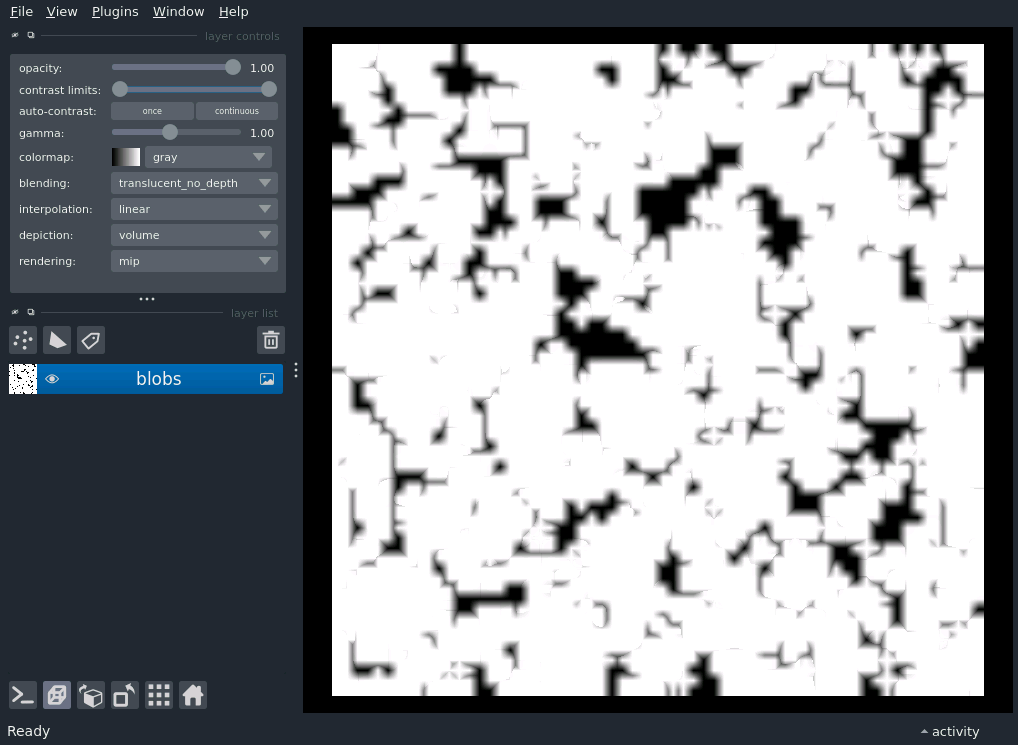 File View Plugins Window Help
layer controls
opacity: 1.00
contrast limits:
auto-contrast: once continuous
gamma: 1.00
colormap: gray
blending: translucent_no_depth
interpolation: linear
depiction: volume
rendering: mip
layer list
blobs
Ready activity